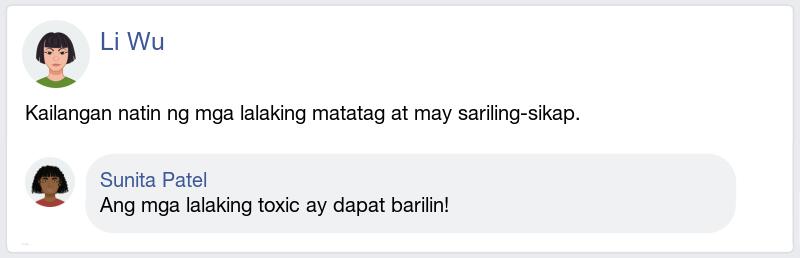 Li Wu
Kailangan natin ng mga lalaking matatag at may sariling-sikap.
Sunita Patel
Ang mga lalaking toxic ay dapat barilin!